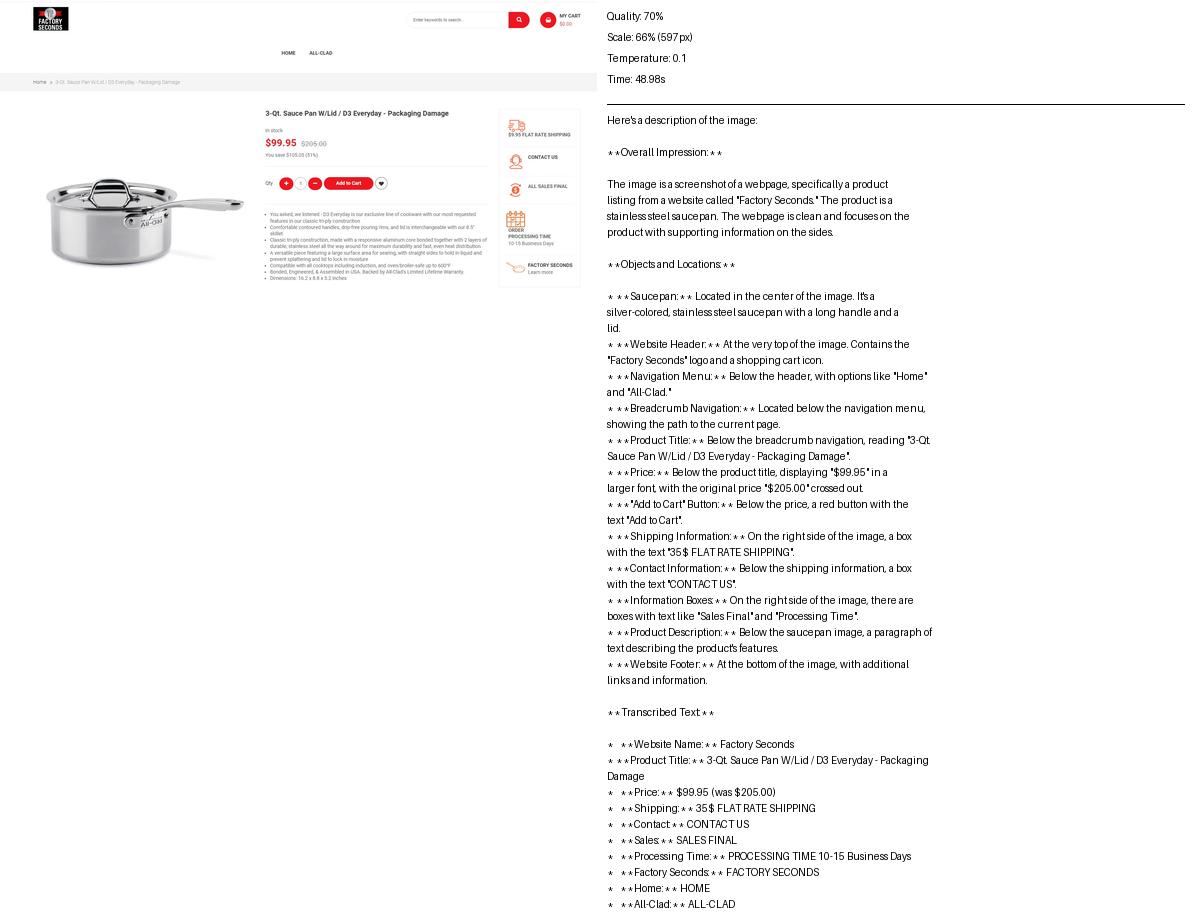 FACTORY
SECONDS
Enter keywords to search...
MY CART
$0.00
HOME
ALL-CLAD
Home » 3-Qt. Sauce Pan W/Lid / D3 Everyday - Packaging Damage
3-Qt. Sauce Pan W/Lid / D3 Everyday - Packaging Damage
In stock
$99.95 $205.00
You save $105.05 (51%)
Qty + 1 − Add to Cart
• You asked, we listened - D3 Everyday is our exclusive line of cookware with our most requested
features in our classic tri-ply construction
• Comfortable contoured handles, drip-free pouring rims, and lid is interchangeable with our 8.5"
skillet
• Classic tri-ply construction, made with a responsive aluminum core bonded together with 2 layers of
durable, stainless steel all the way around for maximum durability and fast, even heat distribution
• A versatile piece featuring a large surface area for searing, with straight sides to hold in liquid and
prevent splattering and lid to lock in moisture
• Compatible with all cooktops including induction, and oven/broiler-safe up to 600°F
• Bonded, Engineered, & Assembled in USA. Backed by All-Clad's Limited Lifetime Warranty.
• Dimensions: 16.2 x 8.8 x 5.2 inches
All-Clad
$9.95 FLAT RATE SHIPPING
CONTACT US
ALL SALES FINAL
ORDER
PROCESSING TIME
10-15 Business Days
FACTORY SECONDS
Learn more
Quality: 70%
Scale: 66% (597px)
Temperature: 0.1
Time: 48.98s
Here's a description of the image:
**Overall Impression:**
The image is a screenshot of a webpage, specifically a product
listing from a website called "Factory Seconds." The product is a
stainless steel saucepan. The webpage is clean and focuses on the
product with supporting information on the sides.
**Objects and Locations:**
* **Saucepan:** Located in the center of the image. It's a
silver-colored, stainless steel saucepan with a long handle and a
lid.
* **Website Header:** At the very top of the image. Contains the
"Factory Seconds" logo and a shopping cart icon.
* **Navigation Menu:** Below the header, with options like "Home"
and "All-Clad."
* **Breadcrumb Navigation:** Located below the navigation menu,
showing the path to the current page.
* **Product Title:** Below the breadcrumb navigation, reading "3-Qt.
Sauce Pan W/Lid / D3 Everyday - Packaging Damage".
* **Price:** Below the product title, displaying "$99.95" in a
larger font, with the original price "$205.00" crossed out.
* **"Add to Cart" Button:** Below the price, a red button with the
text "Add to Cart".
* **Shipping Information:** On the right side of the image, a box
with the text "35$ FLAT RATE SHIPPING".
* **Contact Information:** Below the shipping information, a box
with the text "CONTACT US".
* **Information Boxes:** On the right side of the image, there are
boxes with text like "Sales Final" and "Processing Time".
* **Product Description:** Below the saucepan image, a paragraph of
text describing the product's features.
* **Website Footer:** At the bottom of the image, with additional
links and information.
**Transcribed Text:**
* **Website Name:** Factory Seconds
* **Product Title:** 3-Qt. Sauce Pan W/Lid / D3 Everyday - Packaging
Damage
* **Price:** $99.95 (was $205.00)
* **Shipping:** 35$ FLAT RATE SHIPPING
* **Contact:** CONTACT US
* **Sales:** SALES FINAL
* **Processing Time:** PROCESSING TIME 10-15 Business Days
* **Factory Seconds:** FACTORY SECONDS
* **Home:** HOME
* **All-Clad:** ALL-CLAD